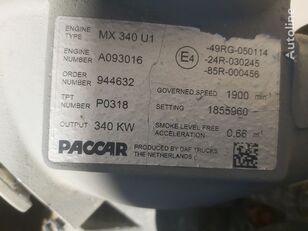 ENGINE TYPE MX 340 U1
ENGINE NUMBER A093016
ORDER NUMBER 944632
TPT NUMBER P0318
OUTPUT 340 KW
E4
-49RG-050114
-24R-030245
-85R-000456
GOVERNED SPEED 1900 min⁻¹
SETTING 1855960
SMOKE LEVEL FREE ACCELERATION 0.66 m⁻¹
PACCAR
PRODUCED BY DAF TRUCKS
THE NETHERLANDS